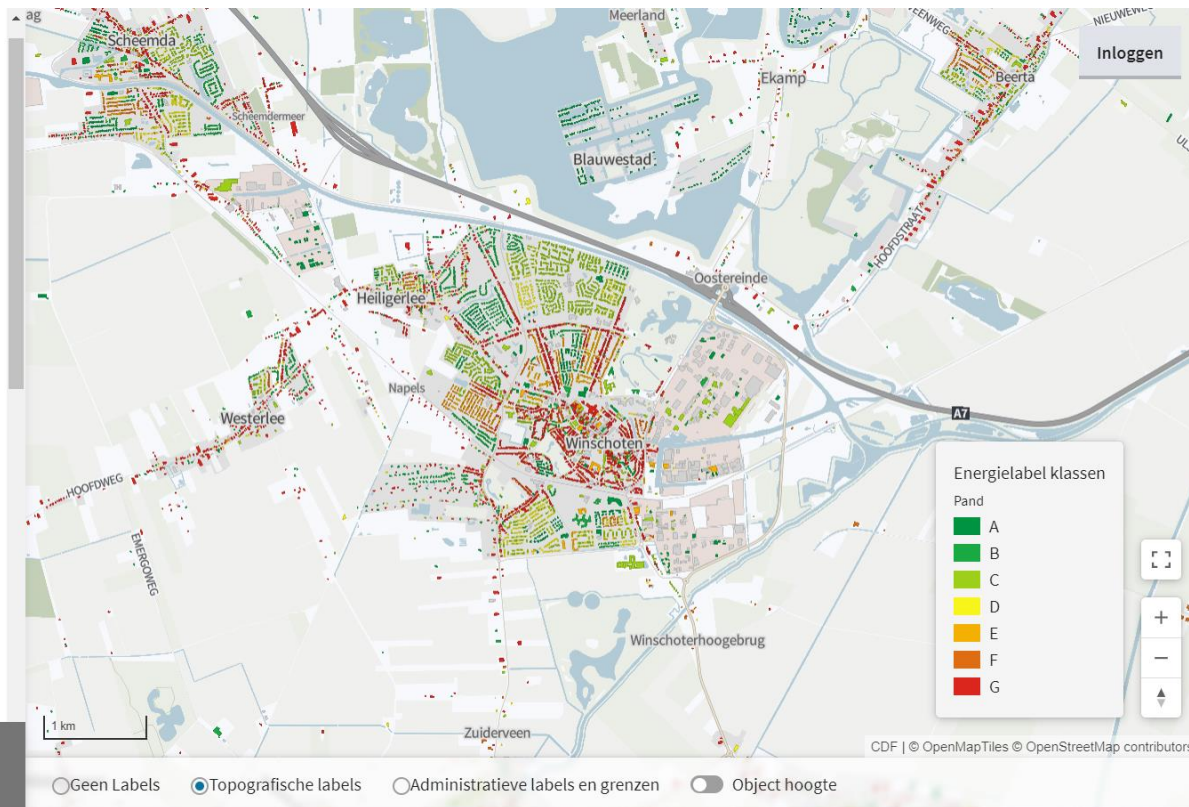 ag
Meerland
EENWEG
NIEUWEWE
Scheemda
Inloggen
Ekamp
Beerta
Scheemdermeer
UL
Blauwestad
HOOFDSTRAAT
Oostereinde
Heiligerlee
Napels
Westerlee
A7
Winschoten
HOOFDWEG
EMERGOWEG
Energielabel klassen
Pand
A
B
C
D
E
F
G
Winschoterhoogebrug
1 km
Zuiderveen
CDF | © OpenMapTiles © OpenStreetMap contributors
Geen Labels Topografische labels Administratieve labels en grenzen Object hoogte